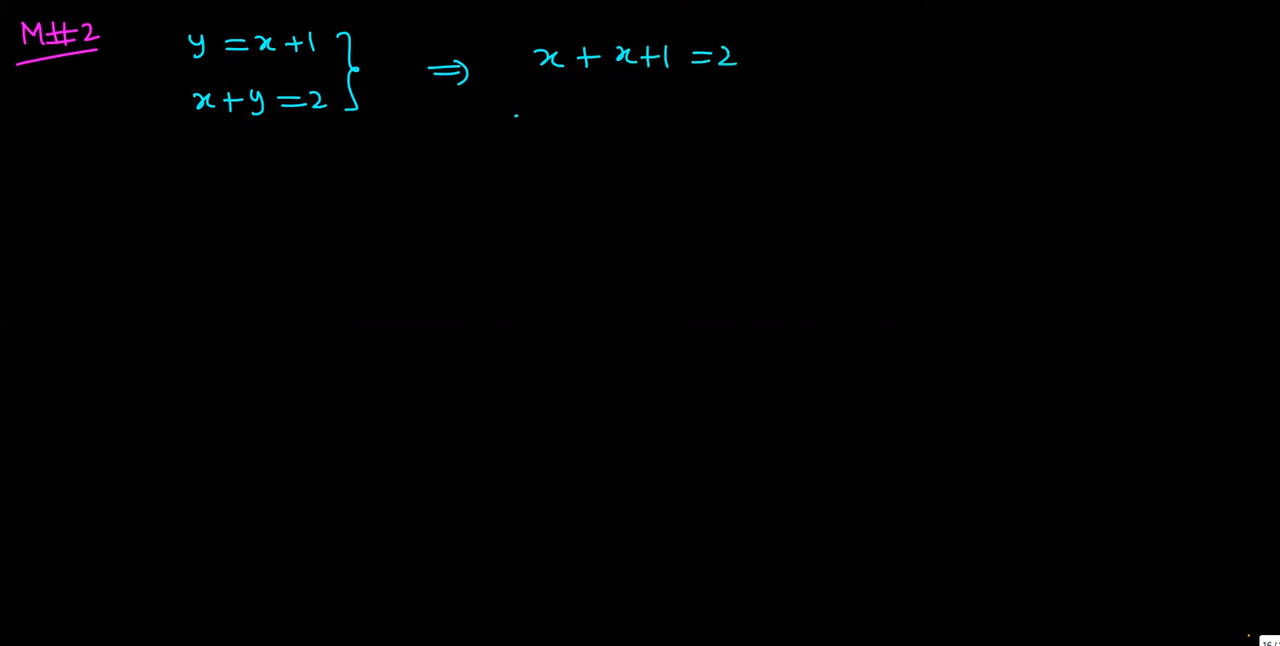 M#2
y = x + 1 } ⇒ x + x + 1 = 2
x + y = 2